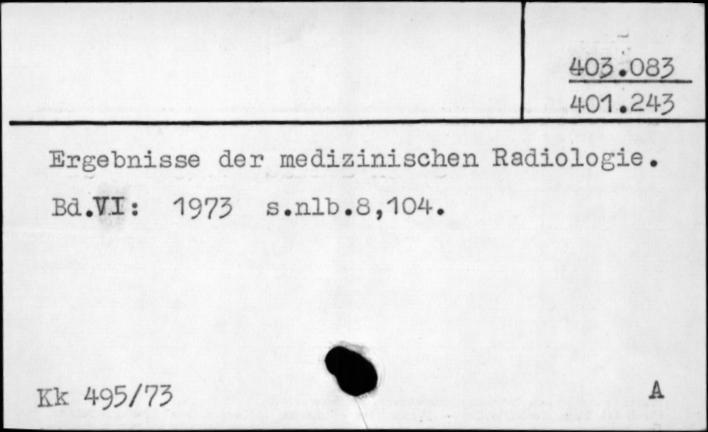 403.083
401.243
Ergebnisse der medizinischen Radiologie.
Bd.VI: 1973 s.nlb.8,104.
Kk 495/73
A